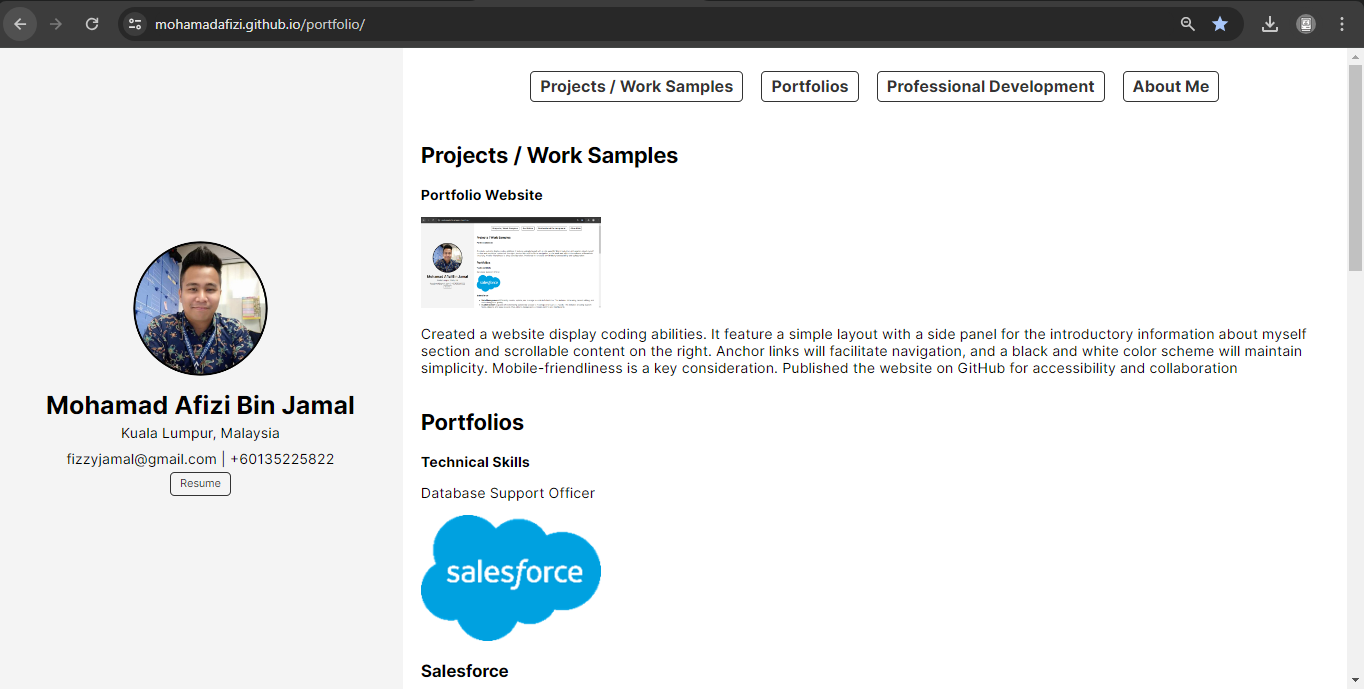 mohamadafizi.github.io/portfolio/
Projects / Work Samples
Portfolios
Professional Development
About Me
Mohamad Afizi Bin Jamal
Kuala Lumpur, Malaysia
fizzyjamal@gmail.com | +60135225822
Resume
Projects / Work Samples
Portfolio Website
Created a website display coding abilities. It feature a simple layout with a side panel for the introductory information about myself
section and scrollable content on the right. Anchor links will facilitate navigation, and a black and white color scheme will maintain
simplicity. Mobile-friendliness is a key consideration. Published the website on GitHub for accessibility and collaboration
Portfolios
Technical Skills
Database Support Officer
salesforce
Salesforce